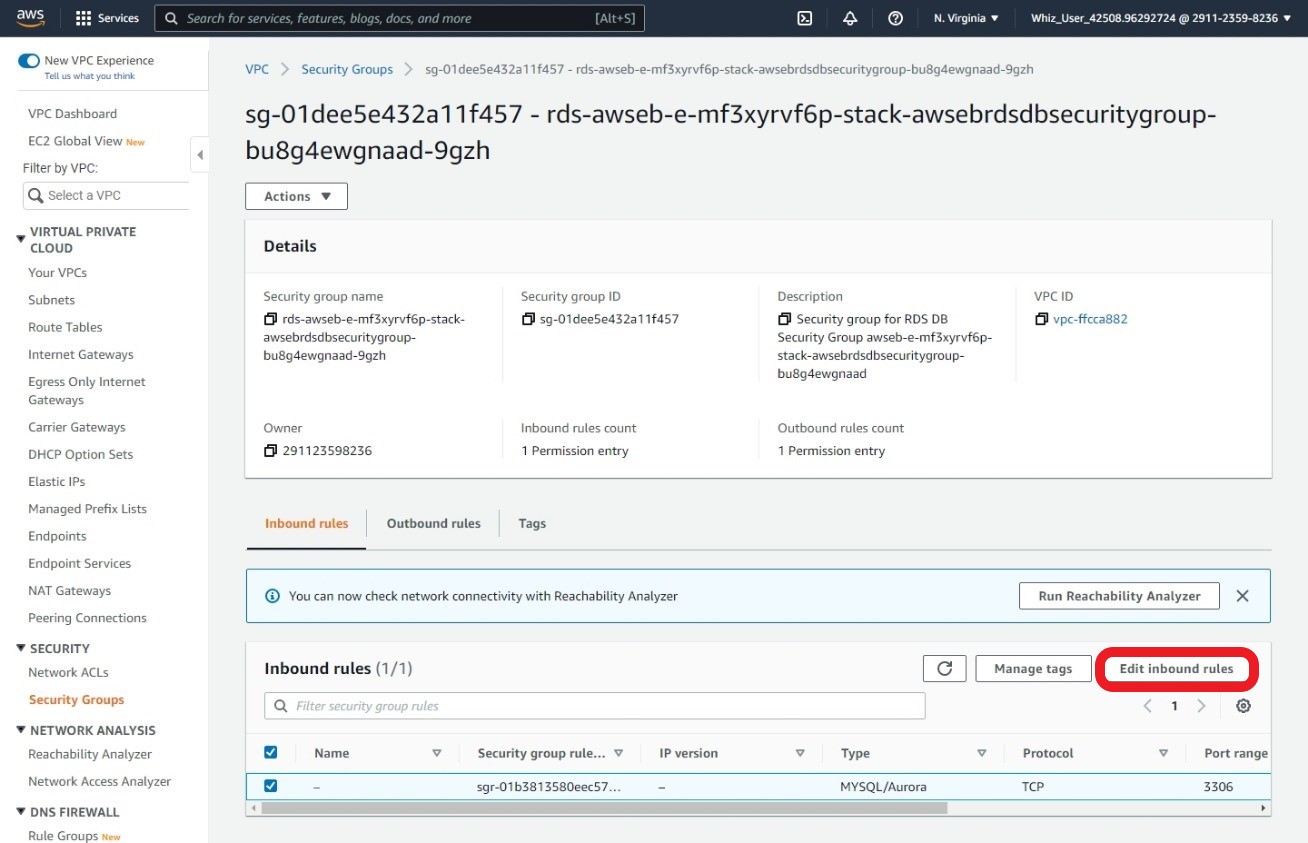 aws
Services
Search for services, features, blogs, docs, and more
[Alt+S]
N. Virginia
Whiz_User_42508.96292724 @ 2911-2359-8236
New VPC Experience
Tell us what you think
VPC Dashboard
EC2 Global View New
Filter by VPC:
Select a VPC
VIRTUAL PRIVATE
CLOUD
Your VPCs
Subnets
Route Tables
Internet Gateways
Egress Only Internet
Gateways
Carrier Gateways
DHCP Option Sets
Elastic IPs
Managed Prefix Lists
Endpoints
Endpoint Services
NAT Gateways
Peering Connections
SECURITY
Network ACLs
Security Groups
NETWORK ANALYSIS
Reachability Analyzer
Network Access Analyzer
DNS FIREWALL
Rule Groups New
VPC > Security Groups > sg-01dee5e432a11f457 - rds-awseb-e-mf3xyrvf6p-stack-awsebrdsdbsecuritygroup-bu8g4ewgnaad-9gzh
sg-01dee5e432a11f457 - rds-awseb-e-mf3xyrvf6p-stack-awsebrdsdbsecuritygroup-
bu8g4ewgnaad-9gzh
Actions
Details
Security group name
rds-awseb-e-mf3xyrvf6p-stack-
awsebrdsdbsecuritygroup-
bu8g4ewgnaad-9gzh
Security group ID
sg-01dee5e432a11f457
Description
Security group for RDS DB
Security Group awseb-e-mf3xyrvf6p-
stack-awsebrdsdbsecuritygroup-
bu8g4ewgnaad
VPC ID
vpc-ffcca882
Owner
291123598236
Inbound rules count
1 Permission entry
Outbound rules count
1 Permission entry
Inbound rules
Outbound rules
Tags
You can now check network connectivity with Reachability Analyzer
Run Reachability Analyzer
Inbound rules (1/1)
Manage tags
Edit inbound rules
Filter security group rules
1
Name
Security group rule...
IP version
Type
Protocol
Port range
–
sgr-01b3813580eec57...
–
MYSQL/Aurora
TCP
3306